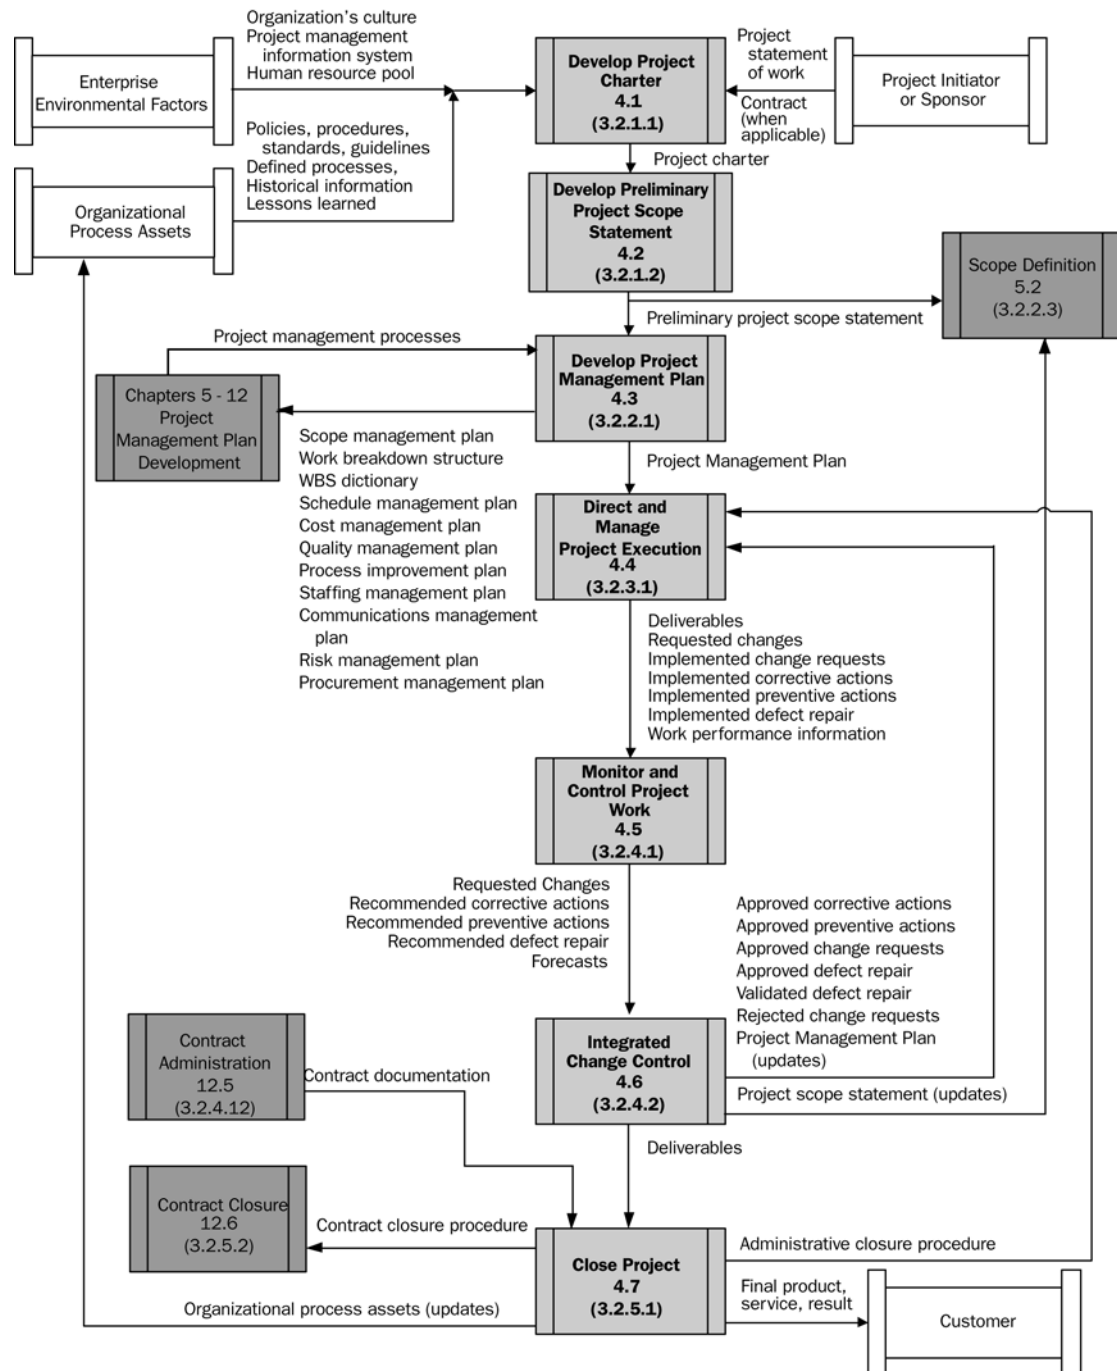 Organization's culture
Project management
information system
Human resource pool
Enterprise
Environmental Factors
Develop Project
Charter
4.1
(3.2.1.1)
Project
statement
of work
Contract
(when
applicable)
Project Initiator
or Sponsor
Policies, procedures,
standards, guidelines
Defined processes,
Historical information
Lessons learned
Organizational
Process Assets
Project charter
Develop Preliminary
Project Scope
Statement
4.2
(3.2.1.2)
Scope Definition
5.2
(3.2.2.3)
Preliminary project scope statement
Project management processes
Develop Project
Management Plan
4.3
(3.2.2.1)
Chapters 5 - 12
Project
Management Plan
Development
Scope management plan
Work breakdown structure
WBS dictionary
Schedule management plan
Cost management plan
Quality management plan
Process improvement plan
Staffing management plan
Communications management
plan
Risk management plan
Procurement management plan
Project Management Plan
Direct and
Manage
Project Execution
4.4
(3.2.3.1)
Deliverables
Requested changes
Implemented change requests
Implemented corrective actions
Implemented preventive actions
Implemented defect repair
Work performance information
Monitor and
Control Project
Work
4.5
(3.2.4.1)
Requested Changes
Recommended corrective actions
Recommended preventive actions
Recommended defect repair
Forecasts
Approved corrective actions
Approved preventive actions
Approved change requests
Approved defect repair
Validated defect repair
Rejected change requests
Project Management Plan
(updates)
Integrated
Change Control
4.6
(3.2.4.2)
Project scope statement (updates)
Contract
Administration
12.5
(3.2.4.12)
Contract documentation
Deliverables
Contract Closure
12.6
(3.2.5.2)
Contract closure procedure
Close Project
4.7
(3.2.5.1)
Administrative closure procedure
Organizational process assets (updates)
Final product,
service, result
Customer